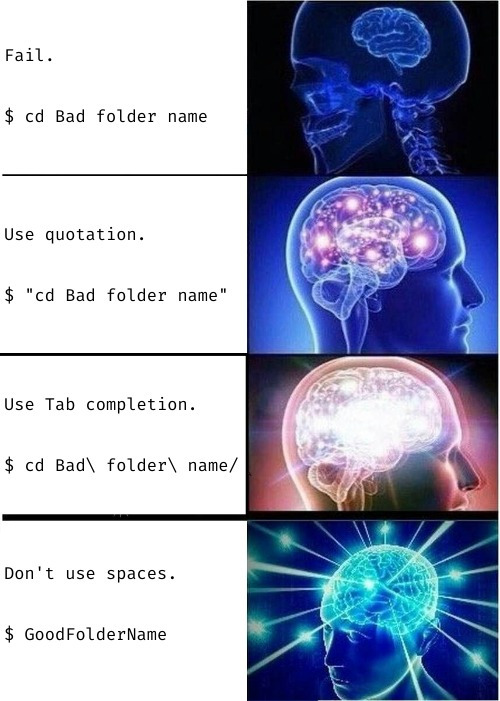 Fail.
$ cd Bad folder name
Use quotation.
$ "cd Bad folder name"
Use Tab completion.
$ cd Bad\ folder\ name/
Don't use spaces.
$ GoodFolderName